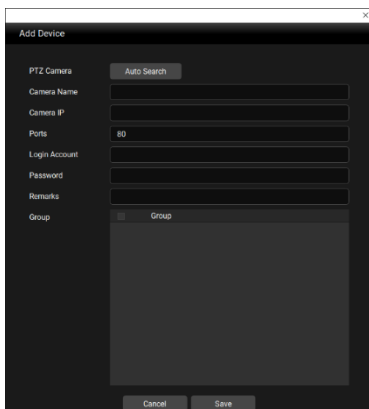 Add Device
PTZ Camera Auto Search
Camera Name
Camera IP
Ports 80
Login Account
Password
Remarks
Group Group
Cancel Save